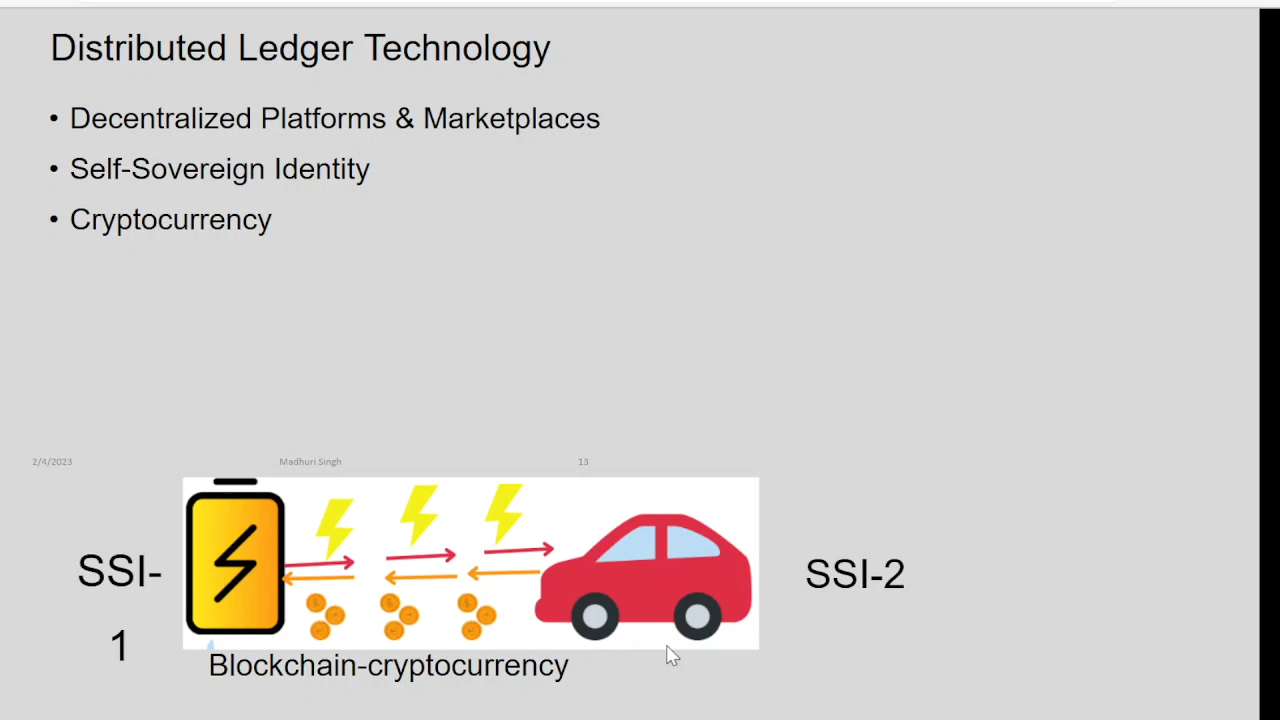 Distributed Ledger Technology
• Decentralized Platforms & Marketplaces
• Self-Sovereign Identity
• Cryptocurrency
2/4/2023 Madhuri Singh 13
SSI-
1
SSI-2
Blockchain-cryptocurrency